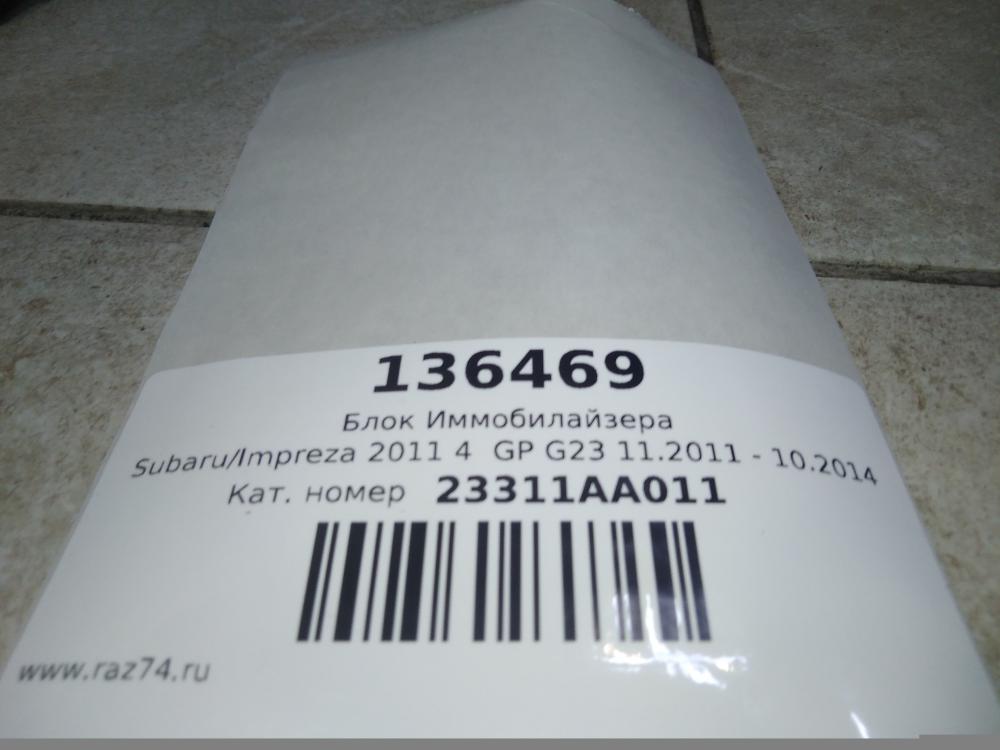 136469
Блок Иммобилайзера
Subaru/Impreza 2011 4 GP G23 11.2011 - 10.2014
Кат. номер 23311AA011
www.raz74.ru